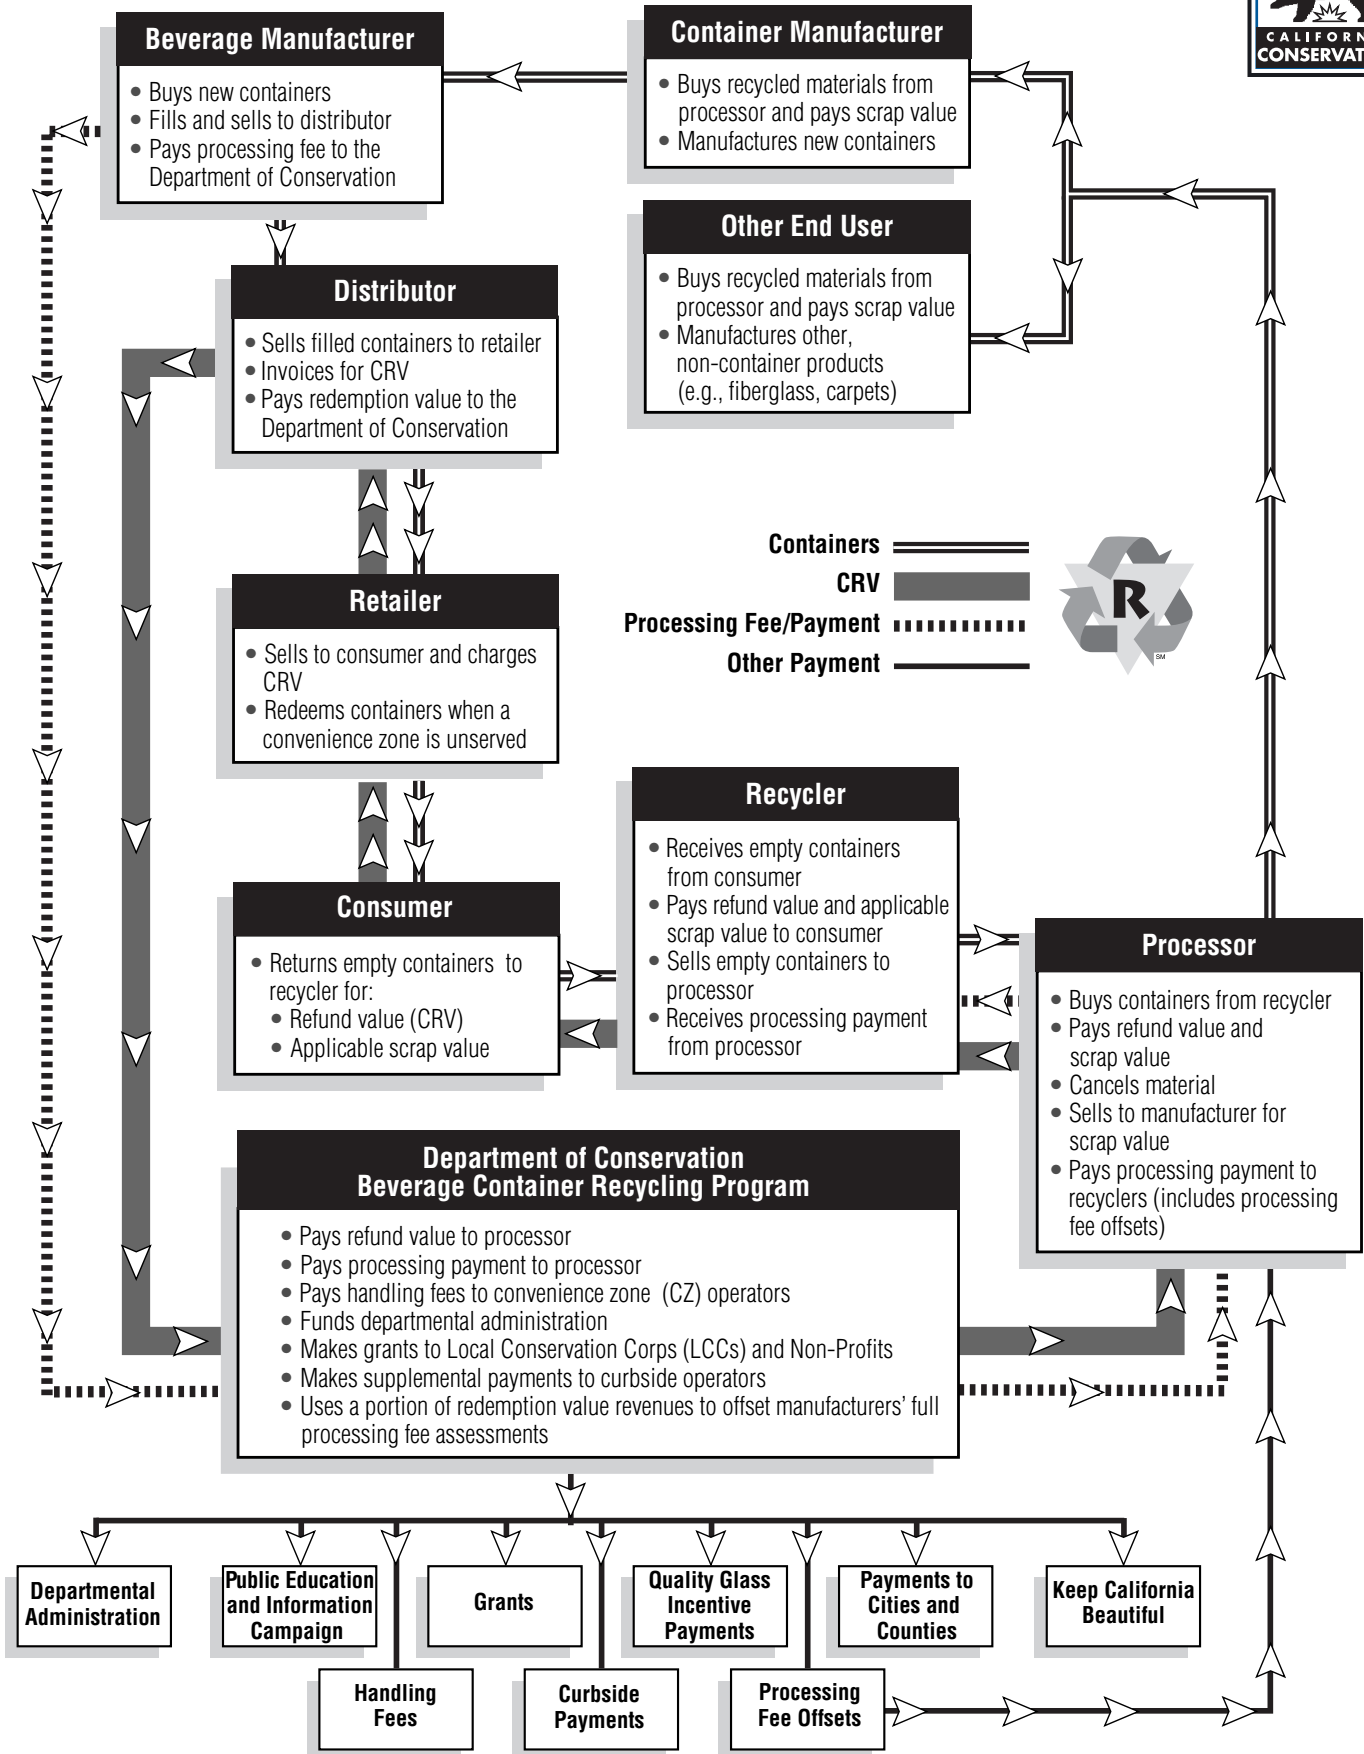 CALIFORN
CONSERVAT
Beverage Manufacturer
• Buys new containers
• Fills and sells to distributor
• Pays processing fee to the
Department of Conservation
Container Manufacturer
• Buys recycled materials from
processor and pays scrap value
• Manufactures new containers
Other End User
• Buys recycled materials from
processor and pays scrap value
• Manufactures other,
non-container products
(e.g., fiberglass, carpets)
Distributor
• Sells filled containers to retailer
• Invoices for CRV
• Pays redemption value to the
Department of Conservation
Containers
CRV
Processing Fee/Payment
Other Payment
R
SM
Retailer
• Sells to consumer and charges
CRV
• Redeems containers when a
convenience zone is unserved
Recycler
• Receives empty containers
from consumer
• Pays refund value and applicable
scrap value to consumer
• Sells empty containers to
processor
• Receives processing payment
from processor
Consumer
• Returns empty containers to
recycler for:
• Refund value (CRV)
• Applicable scrap value
Processor
• Buys containers from recycler
• Pays refund value and
scrap value
• Cancels material
• Sells to manufacturer for
scrap value
• Pays processing payment to
recyclers (includes processing
fee offsets)
Department of Conservation
Beverage Container Recycling Program
• Pays refund value to processor
• Pays processing payment to processor
• Pays handling fees to convenience zone (CZ) operators
• Funds departmental administration
• Makes grants to Local Conservation Corps (LCCs) and Non-Profits
• Makes supplemental payments to curbside operators
• Uses a portion of redemption value revenues to offset manufacturers’ full
processing fee assessments
Departmental
Administration
Public Education
and Information
Campaign
Grants
Quality Glass
Incentive
Payments
Payments to
Cities and
Counties
Keep California
Beautiful
Handling
Fees
Curbside
Payments
Processing
Fee Offsets